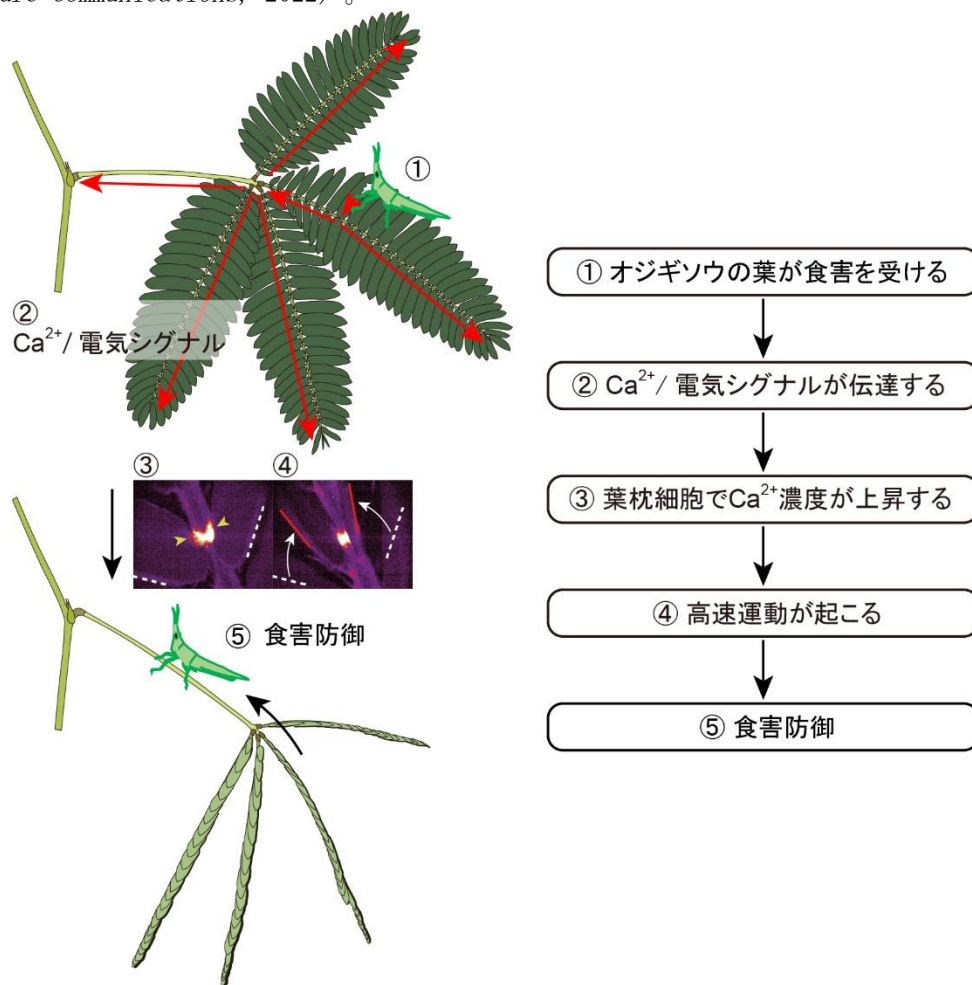 ①
②
Ca²⁺/ 電気シグナル
③
④
⑤ 食害防御
① オジギソウの葉が食害を受ける
② Ca²⁺/ 電気シグナルが伝達する
③ 葉枕細胞でCa²⁺濃度が上昇する
④ 高速運動が起こる
⑤ 食害防御